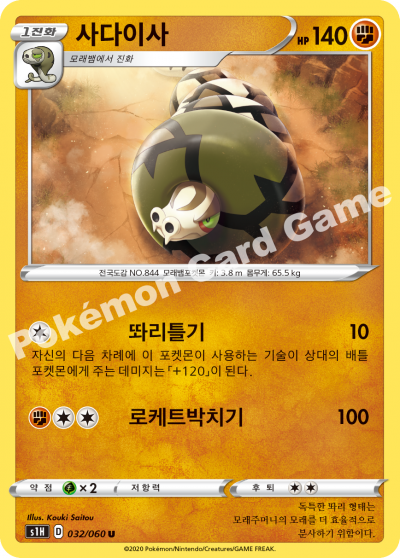 1진화
사다이사
HP 140
모래뱀에서 진화
전국도감 NO.844 모래뱀포켓몬 키: 3.8 m 몸무게: 65.5 kg
Pokémon Card Game
똬리틀기 10
자신의 다음 차례에 이 포켓몬이 사용하는 기술이 상대의 배틀
포켓몬에게 주는 데미지는 「+120」이 된다.
로케트박치기 100
약점 ×2 저항력 후퇴
Illus. Kouki Saitou
s1H D 032/060 U
독특한 똬리 형태는
모래주머니의 모래를 더 효율적으로
분사하기 위함이다.
©2020 Pokémon/Nintendo/Creatures/GAME FREAK.